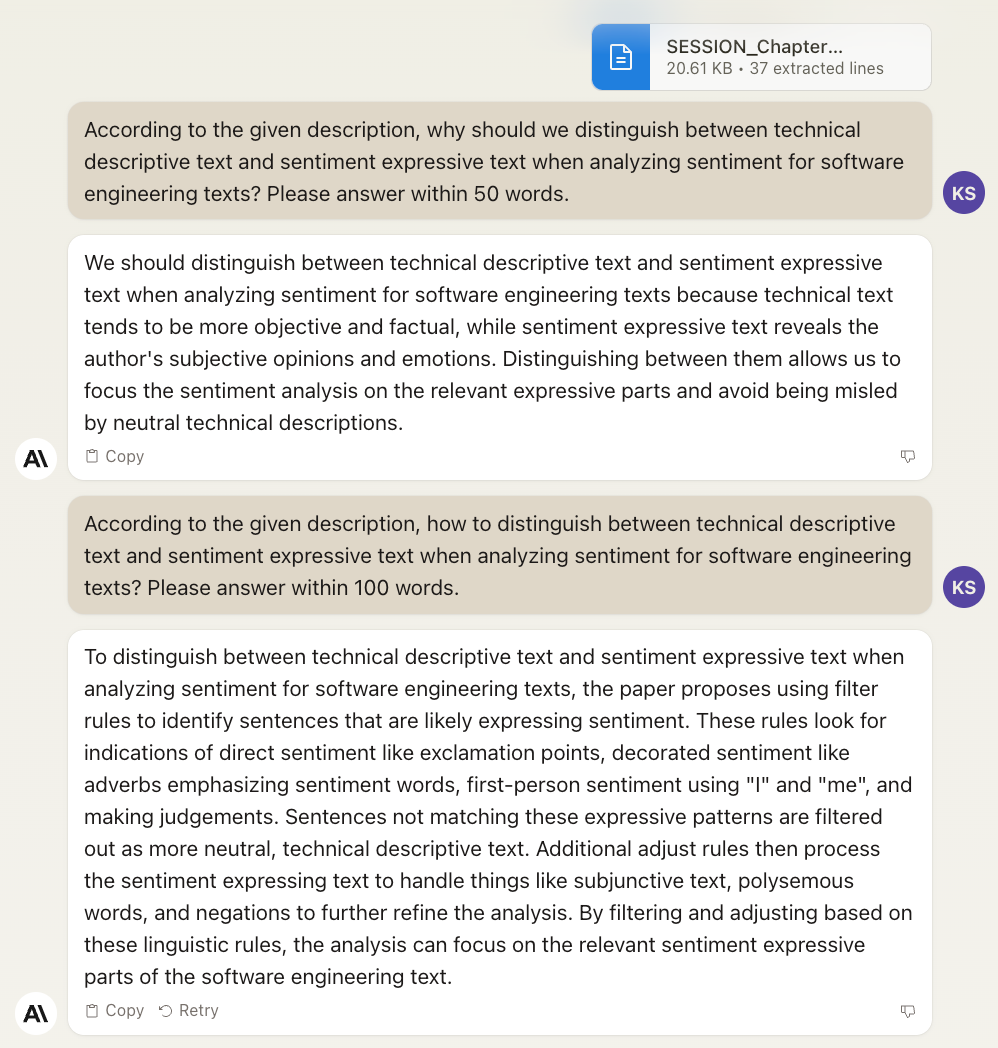 SESSION_Chapter...
20.61 KB • 37 extracted lines
According to the given description, why should we distinguish between technical
descriptive text and sentiment expressive text when analyzing sentiment for software
engineering texts? Please answer within 50 words.
KS
We should distinguish between technical descriptive text and sentiment expressive
text when analyzing sentiment for software engineering texts because technical text
tends to be more objective and factual, while sentiment expressive text reveals the
author's subjective opinions and emotions. Distinguishing between them allows us to
focus the sentiment analysis on the relevant expressive parts and avoid being misled
by neutral technical descriptions.
A\
Copy
According to the given description, how to distinguish between technical descriptive
text and sentiment expressive text when analyzing sentiment for software engineering
texts? Please answer within 100 words.
KS
To distinguish between technical descriptive text and sentiment expressive text when
analyzing sentiment for software engineering texts, the paper proposes using filter
rules to identify sentences that are likely expressing sentiment. These rules look for
indications of direct sentiment like exclamation points, decorated sentiment like
adverbs emphasizing sentiment words, first-person sentiment using "I" and "me", and
making judgements. Sentences not matching these expressive patterns are filtered
out as more neutral, technical descriptive text. Additional adjust rules then process
the sentiment expressing text to handle things like subjunctive text, polysemous
words, and negations to further refine the analysis. By filtering and adjusting based on
these linguistic rules, the analysis can focus on the relevant sentiment expressive
parts of the software engineering text.
A\
Copy Retry